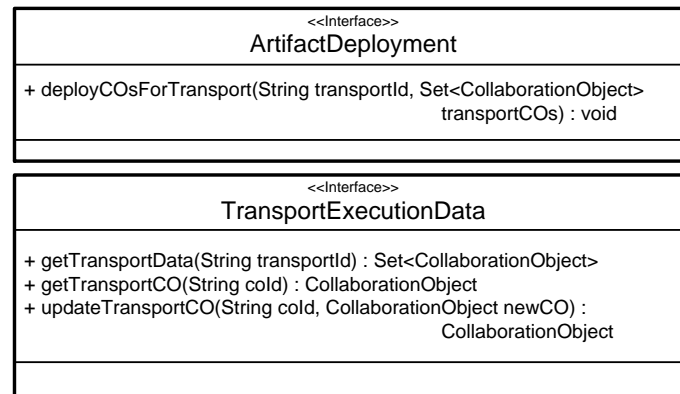 <<Interface>>
ArtifactDeployment
+ deployCOsForTransport(String transportId, Set<CollaborationObject>
transportCOs) : void
<<Interface>>
TransportExecutionData
+ getTransportData(String transportId) : Set<CollaborationObject>
+ getTransportCO(String coId) : CollaborationObject
+ updateTransportCO(String coId, CollaborationObject newCO) :
CollaborationObject